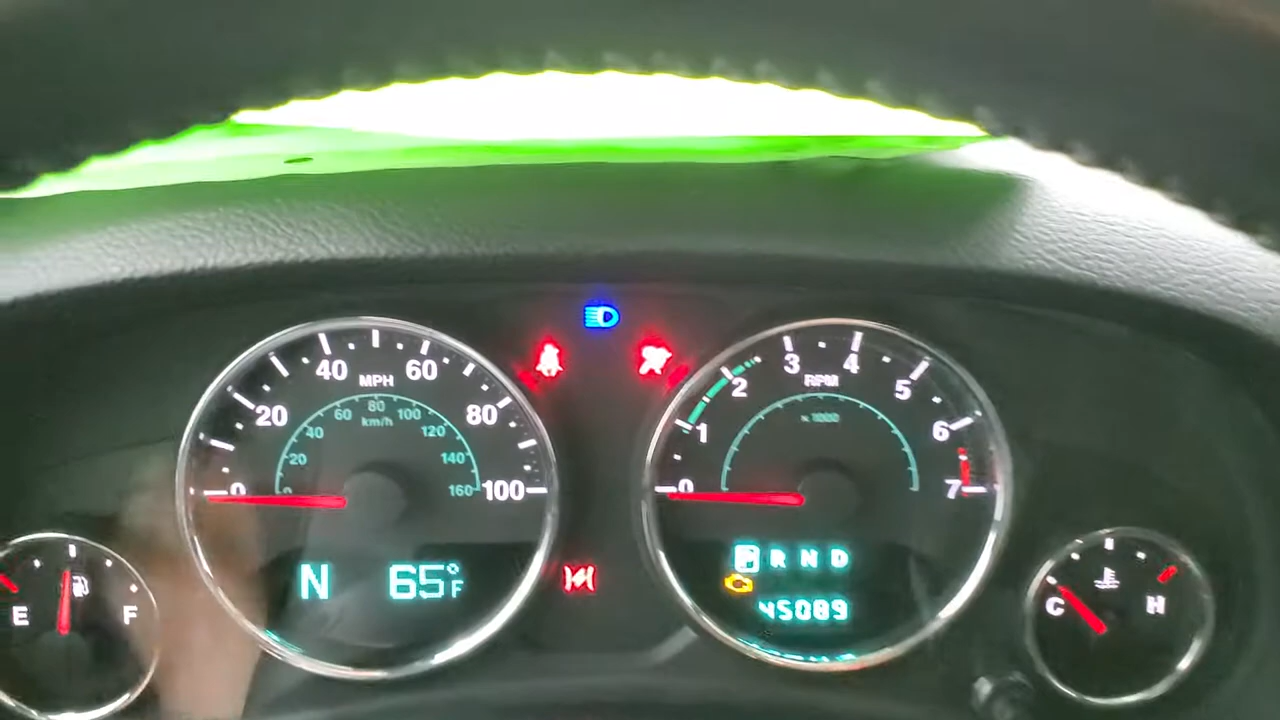 40 MPH 60
20 80
0 100
60 80 100
40 km/h 120
20 140
0 160
N 65°F
E F
3 4
2 RPM 5
1 x 1000 6
0 7
P R N D
45089
C H